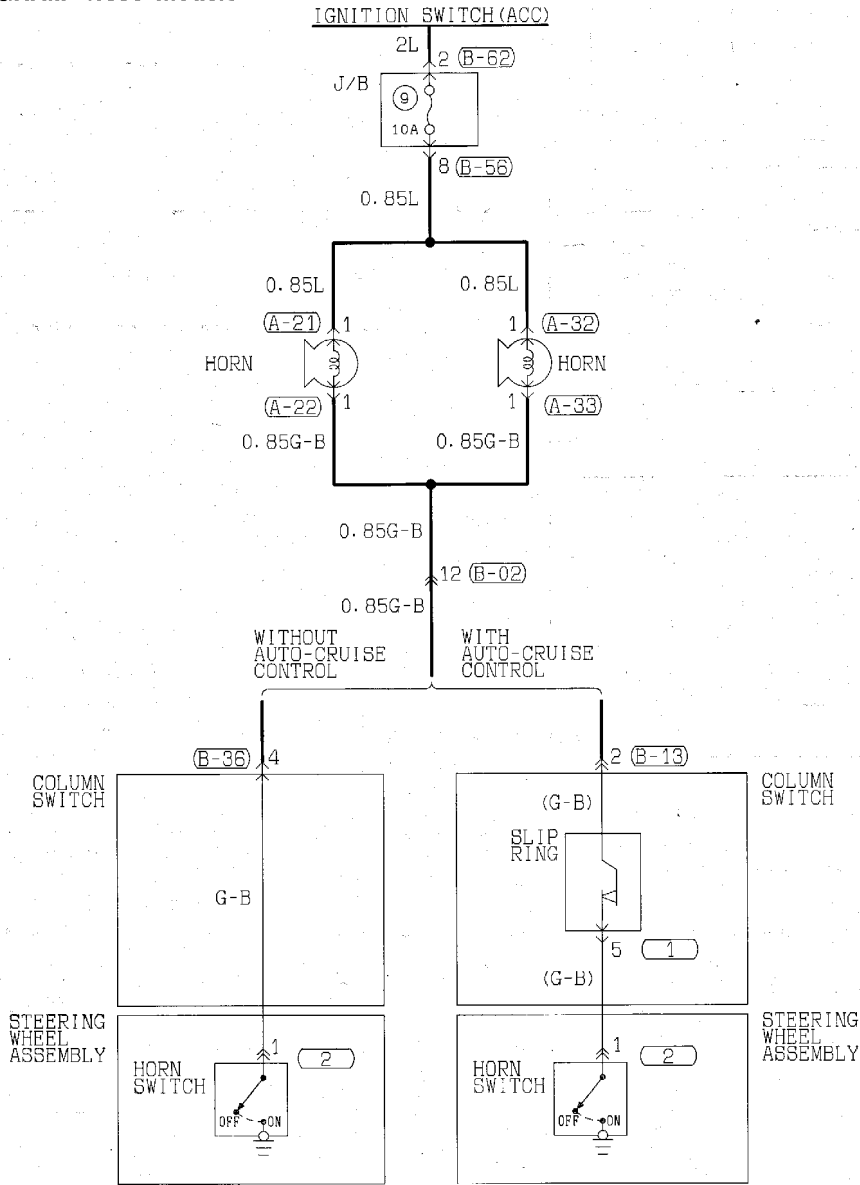 IGNITION SWITCH(ACC)
2L
2 (B-62)
J/B
9
10A
8 (B-56)
0.85L
0.85L
0.85L
(A-21) 1
1 (A-32)
HORN
HORN
(A-22) 1
1 (A-33)
0.85G-B
0.85G-B
0.85G-B
12 (B-02)
0.85G-B
WITHOUT
AUTO-CRUISE
CONTROL
WITH
AUTO-CRUISE
CONTROL
(B-36) 4
2 (B-13)
COLUMN
SWITCH
COLUMN
SWITCH
(G-B)
SLIP
RING
G-B
5
1
(G-B)
STEERING
WHEEL
ASSEMBLY
1
2
HORN
SWITCH
OFF
ON
1
2
HORN
SWITCH
OFF
ON
STEERING
WHEEL
ASSEMBLY